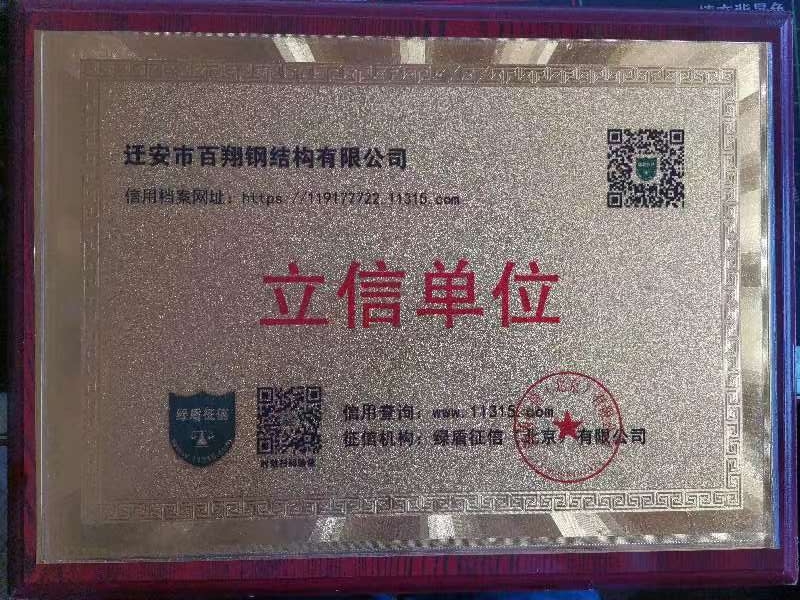 迁安市百翔钢结构有限公司
信用档案网址：https://119177722.11315.com
立信单位
绿盾征信
信用查询：www.11315.com
征信机构：绿盾征信（北京）有限公司